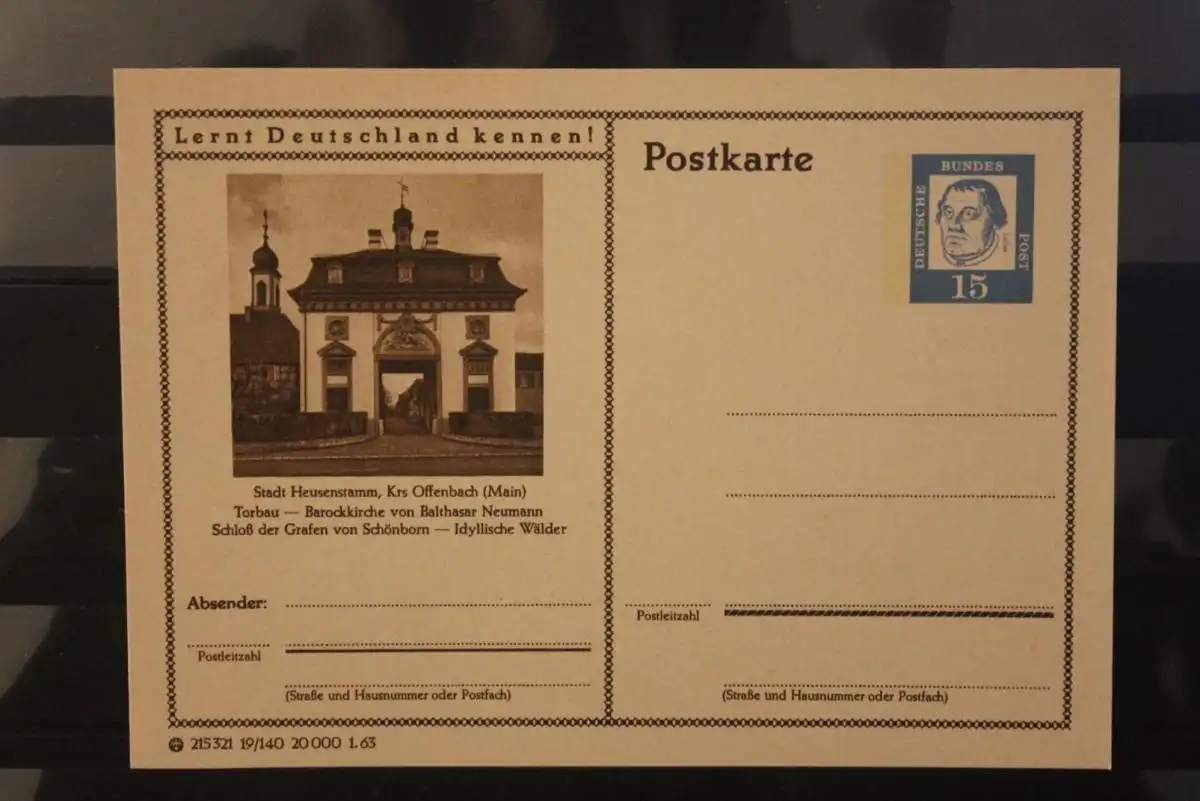 Lernt Deutschland kennen!
Stadt Heusenstamm, Krs Offenbach (Main)
Torbau — Barockkirche von Balthasar Neumann
Schloß der Grafen von Schönborn — Idyllische Wälder
Absender:
Postleitzahl
(Straße und Hausnummer oder Postfach)
215321 19/140 20000 1.63
Postkarte
DEUTSCHE
BUNDES
POST
15
Postleitzahl
(Straße und Hausnummer oder Postfach)